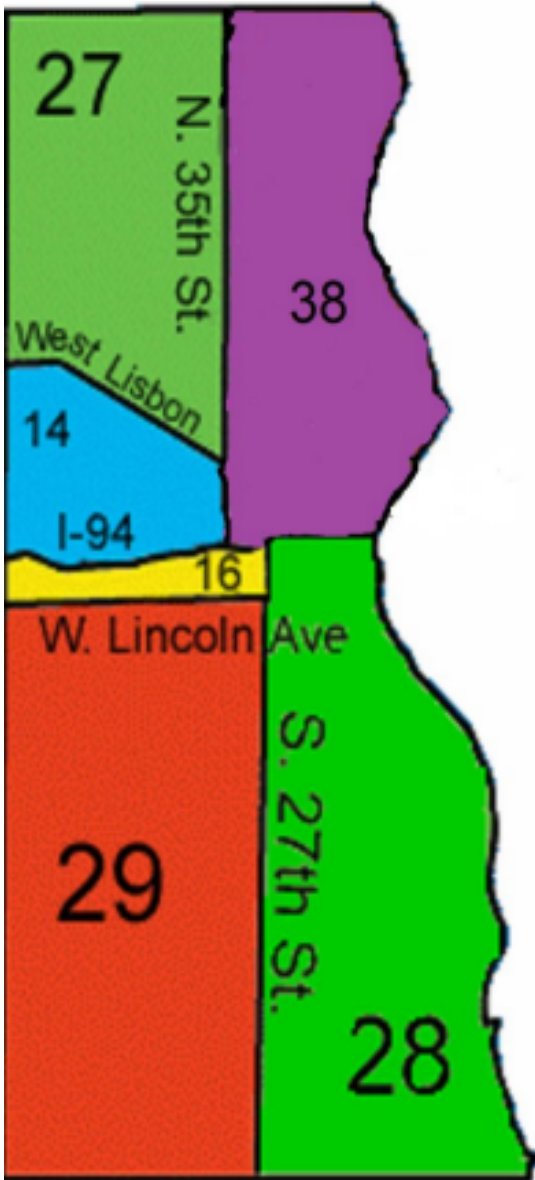 27
N. 35th St.
38
West Lisbon
14
I-94
16
W. Lincoln Ave
S. 27th St.
29
28